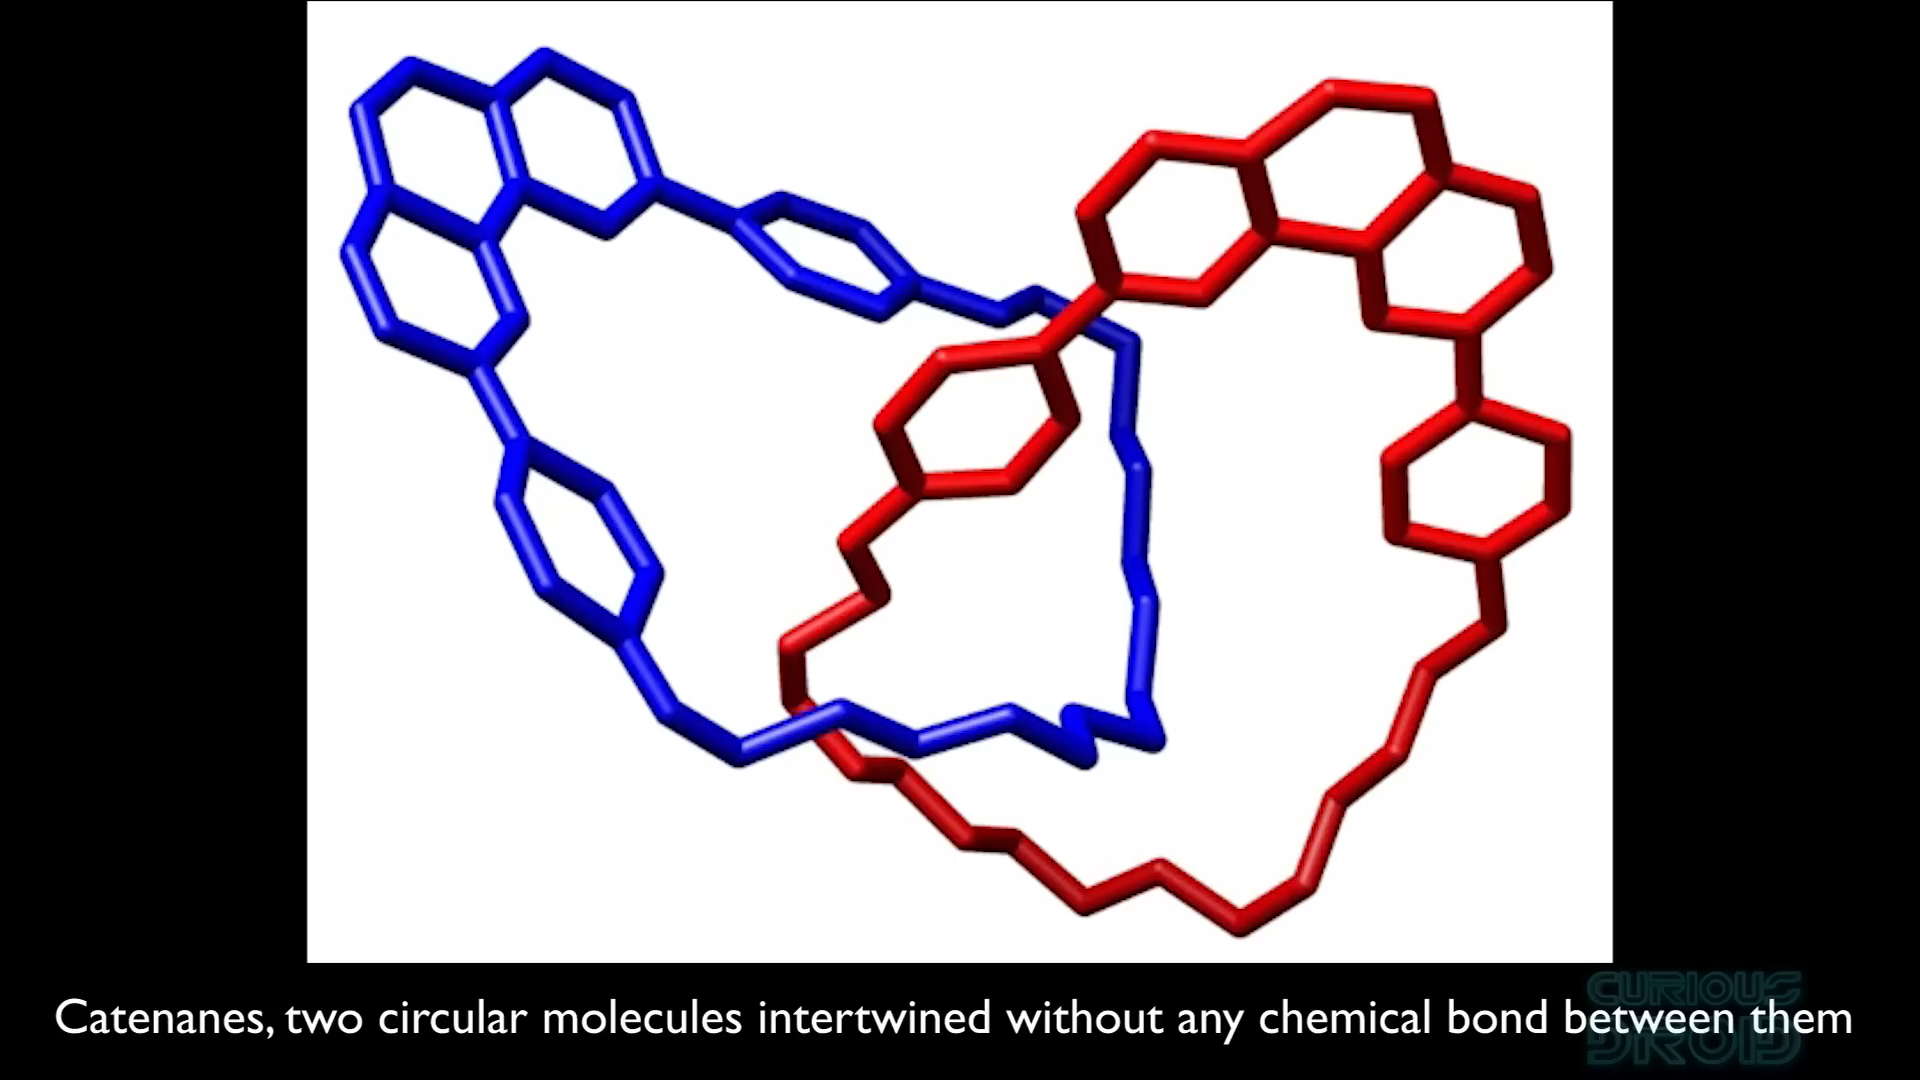 Catenanes, two circular molecules intertwined without any chemical bond between them
CURIOUS
DROID